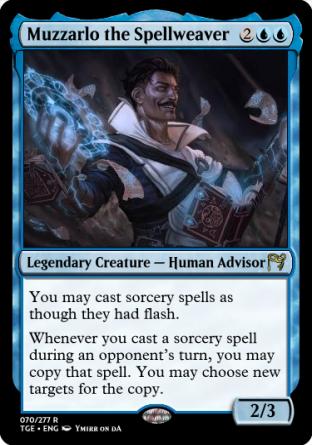 Muzzarlo the Spellweaver 2
Legendary Creature — Human Advisor
You may cast sorcery spells as
though they had flash.
Whenever you cast a sorcery spell
during an opponent's turn, you may
copy that spell. You may choose new
targets for the copy.
2/3
070/277 R
TGE • ENG Ymirr on dA